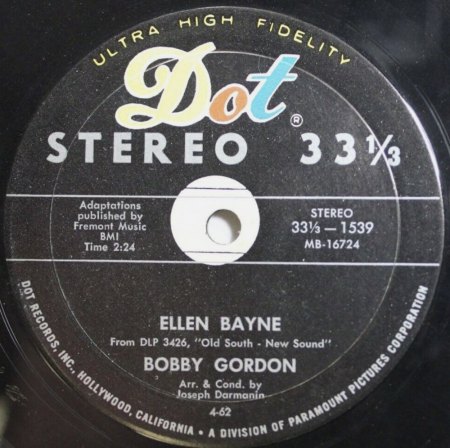 ULTRA HIGH FIDELITY
Dot ®
STEREO 33⅓
Adaptations
published by
Fremont Music
BMI
Time 2:24
STEREO
33⅓—1539
MB-16724
ELLEN BAYNE
From DLP 3426, "Old South - New Sound"
BOBBY GORDON
Arr. & Cond. by
Joseph Darmanin
4-62
DOT RECORDS, INC., HOLLYWOOD, CALIFORNIA • A DIVISION OF PARAMOUNT PICTURES CORPORATION